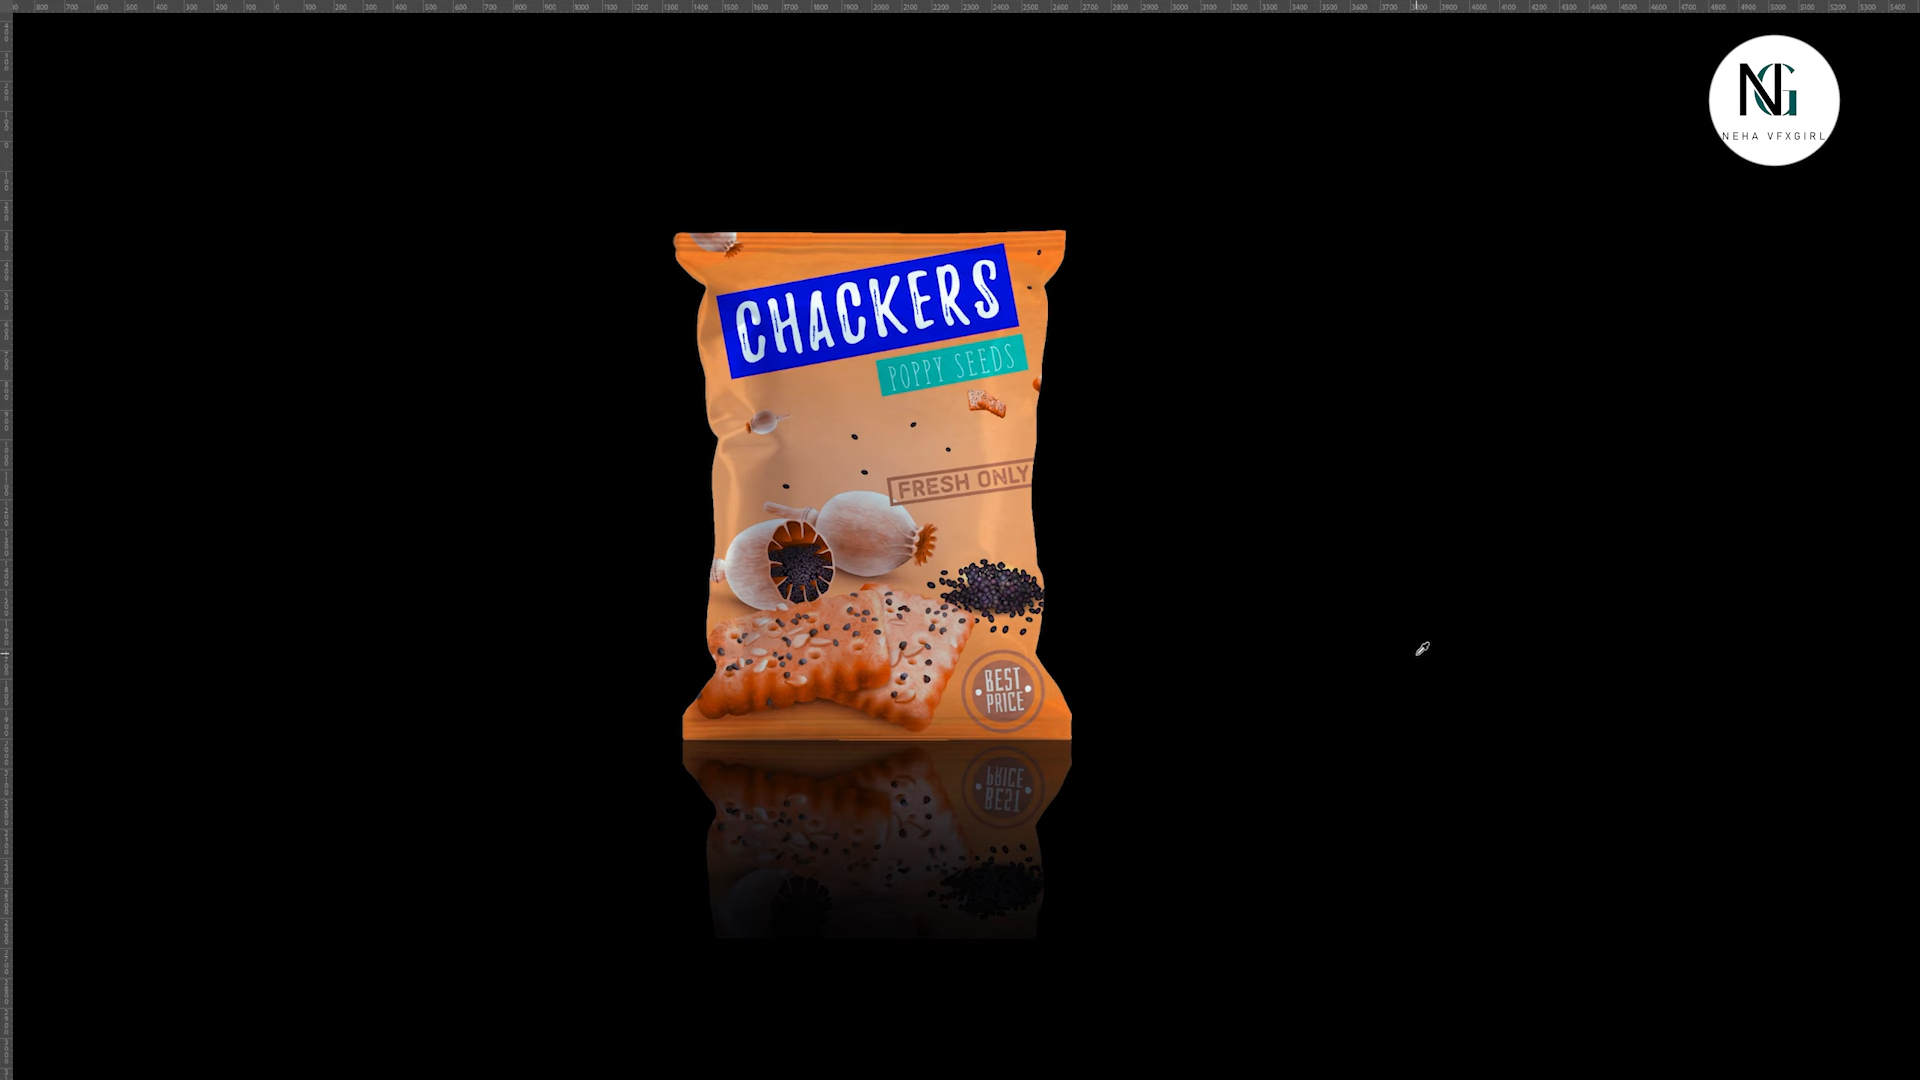 NG
NEHA VFXGIRL
CHACKERS
POPPY SEEDS
FRESH ONLY
BEST
PRICE